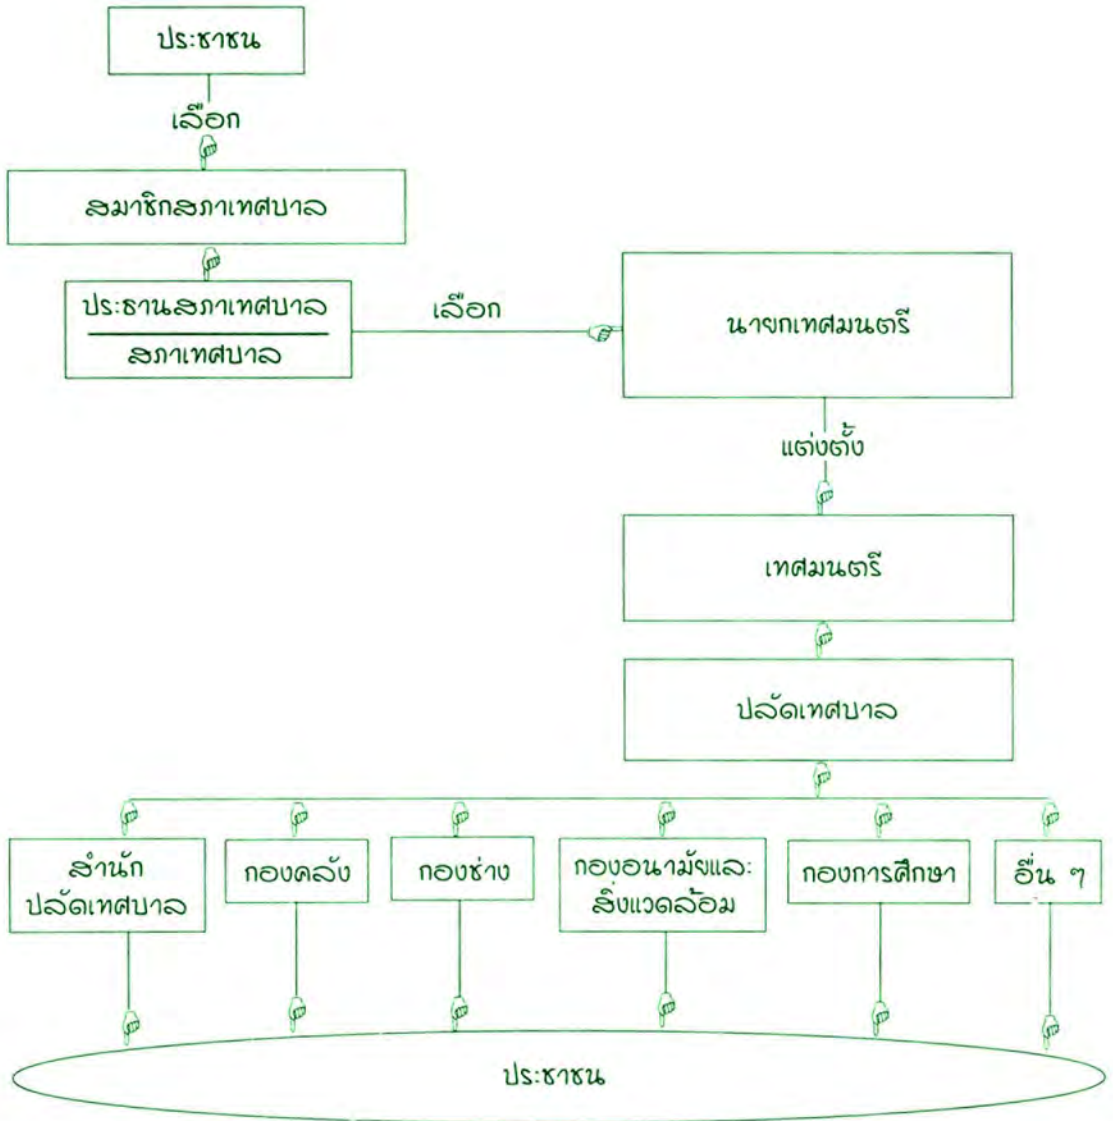 ประชาชน
เลือก
สมาชิกสภาเทศบาล
ประธานสภาเทศบาล
สภาเทศบาล
เลือก
นายกเทศมนตรี
แต่งตั้ง
เทศมนตรี
ปลัดเทศบาล
สำนัก
ปลัดเทศบาล
กองคลัง
กองช่าง
กองอนามัยและ
สิ่งแวดล้อม
กองการศึกษา
อื่น ๆ
ประชาชน